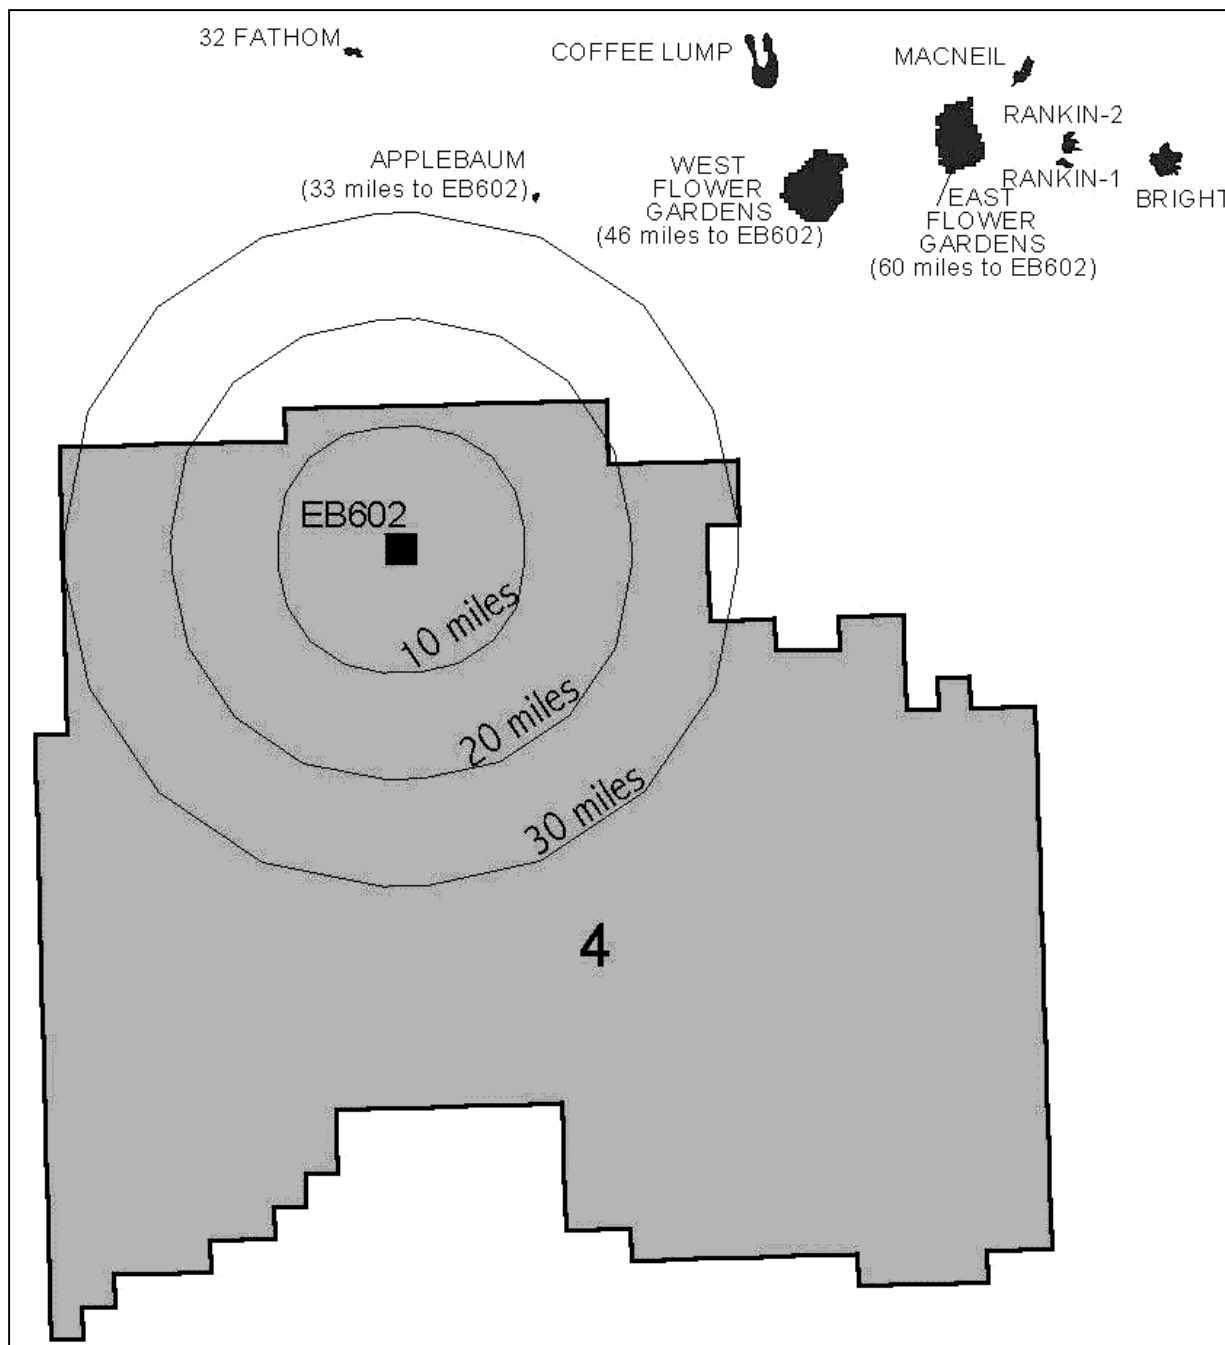 32 FATHOM
COFFEE LUMP
MACNEIL
RANKIN-2
APPLEBAUM
(33 miles to EB602)
WEST
FLOWER
GARDENS
(46 miles to EB602)
RANKIN-1
BRIGHT
EAST
FLOWER
GARDENS
(60 miles to EB602)
EB602
10 miles
20 miles
30 miles
4